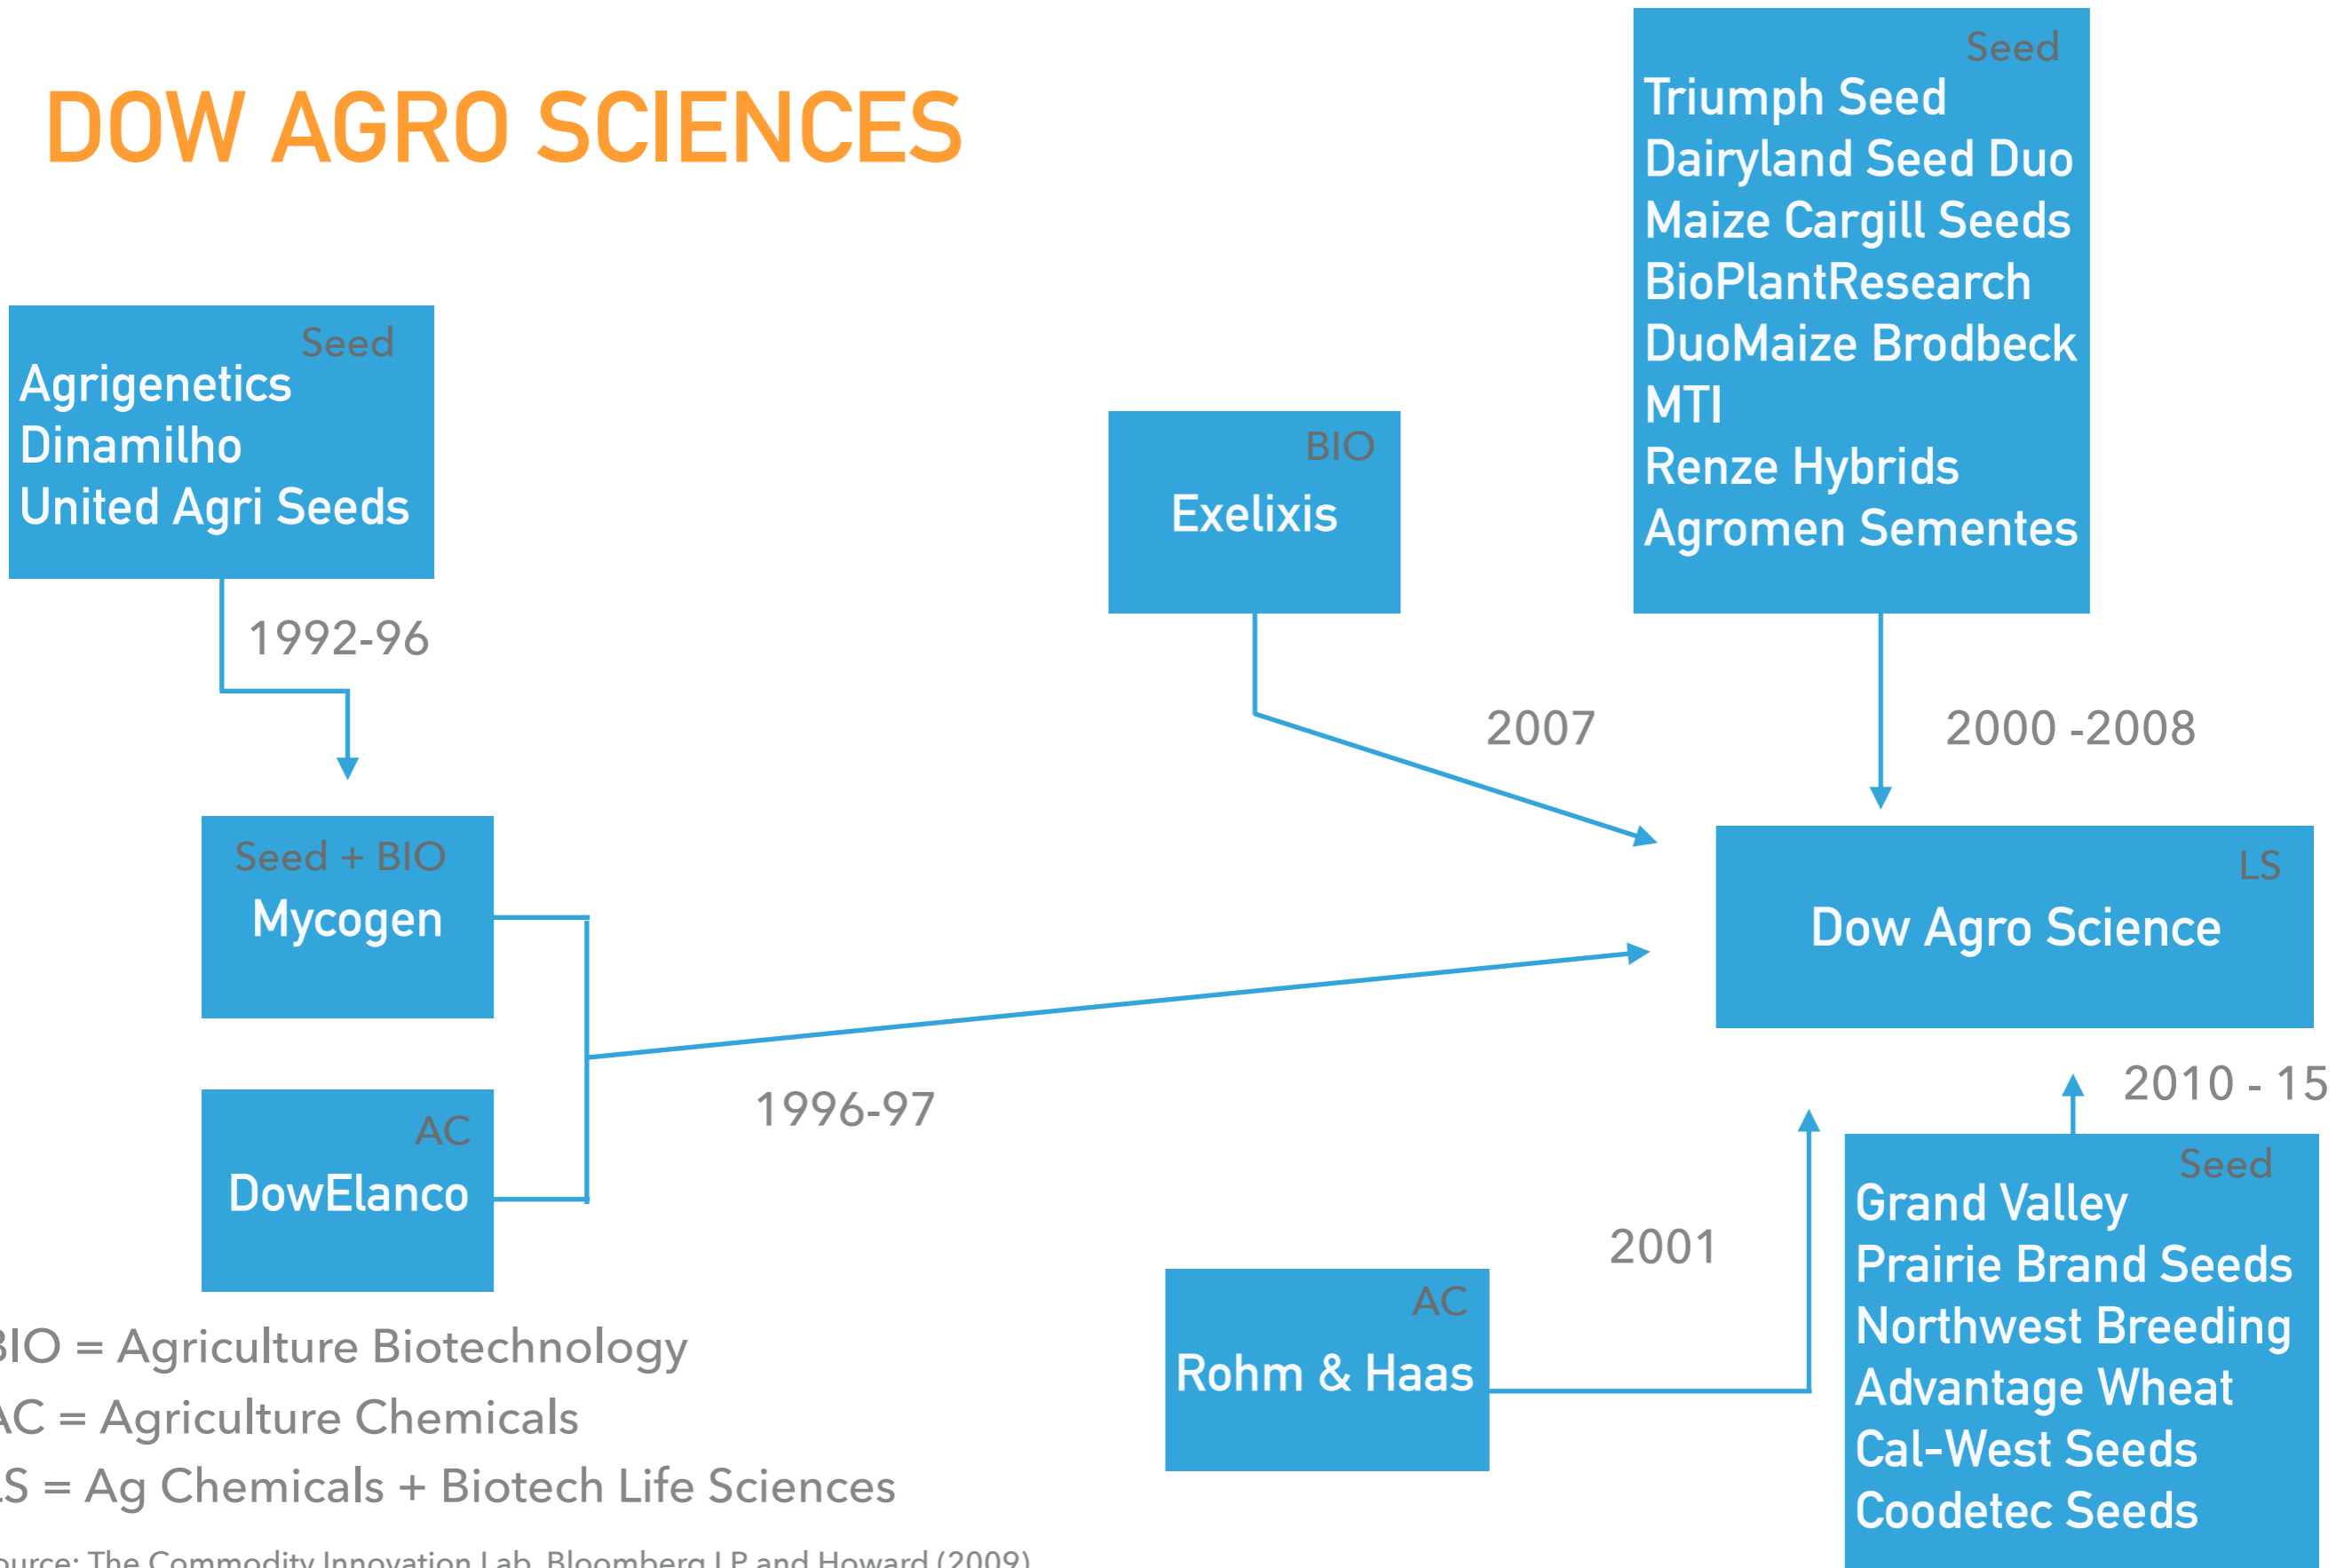 DOW AGRO SCIENCES
Seed
Triumph Seed
Dairyland Seed Duo
Maize Cargill Seeds
BioPlantResearch
DuoMaize Brodbeck
MTI
Renze Hybrids
Agromen Sementes
Seed
Agrigenetics
Dinamilho
United Agri Seeds
BIO
Exelixis
1992-96
2007
2000 -2008
Seed + BIO
Mycogen
LS
Dow Agro Science
AC
DowElanco
1996-97
2010 - 15
Seed
Grand Valley
Prairie Brand Seeds
Northwest Breeding
Advantage Wheat
Cal-West Seeds
Coodetec Seeds
2001
AC
Rohm & Haas
BIO = Agriculture Biotechnology
AC = Agriculture Chemicals
LS = Ag Chemicals + Biotech Life Sciences
ource: The Commodity Innovation Lab, Bloomberg LP and Howard (2009)